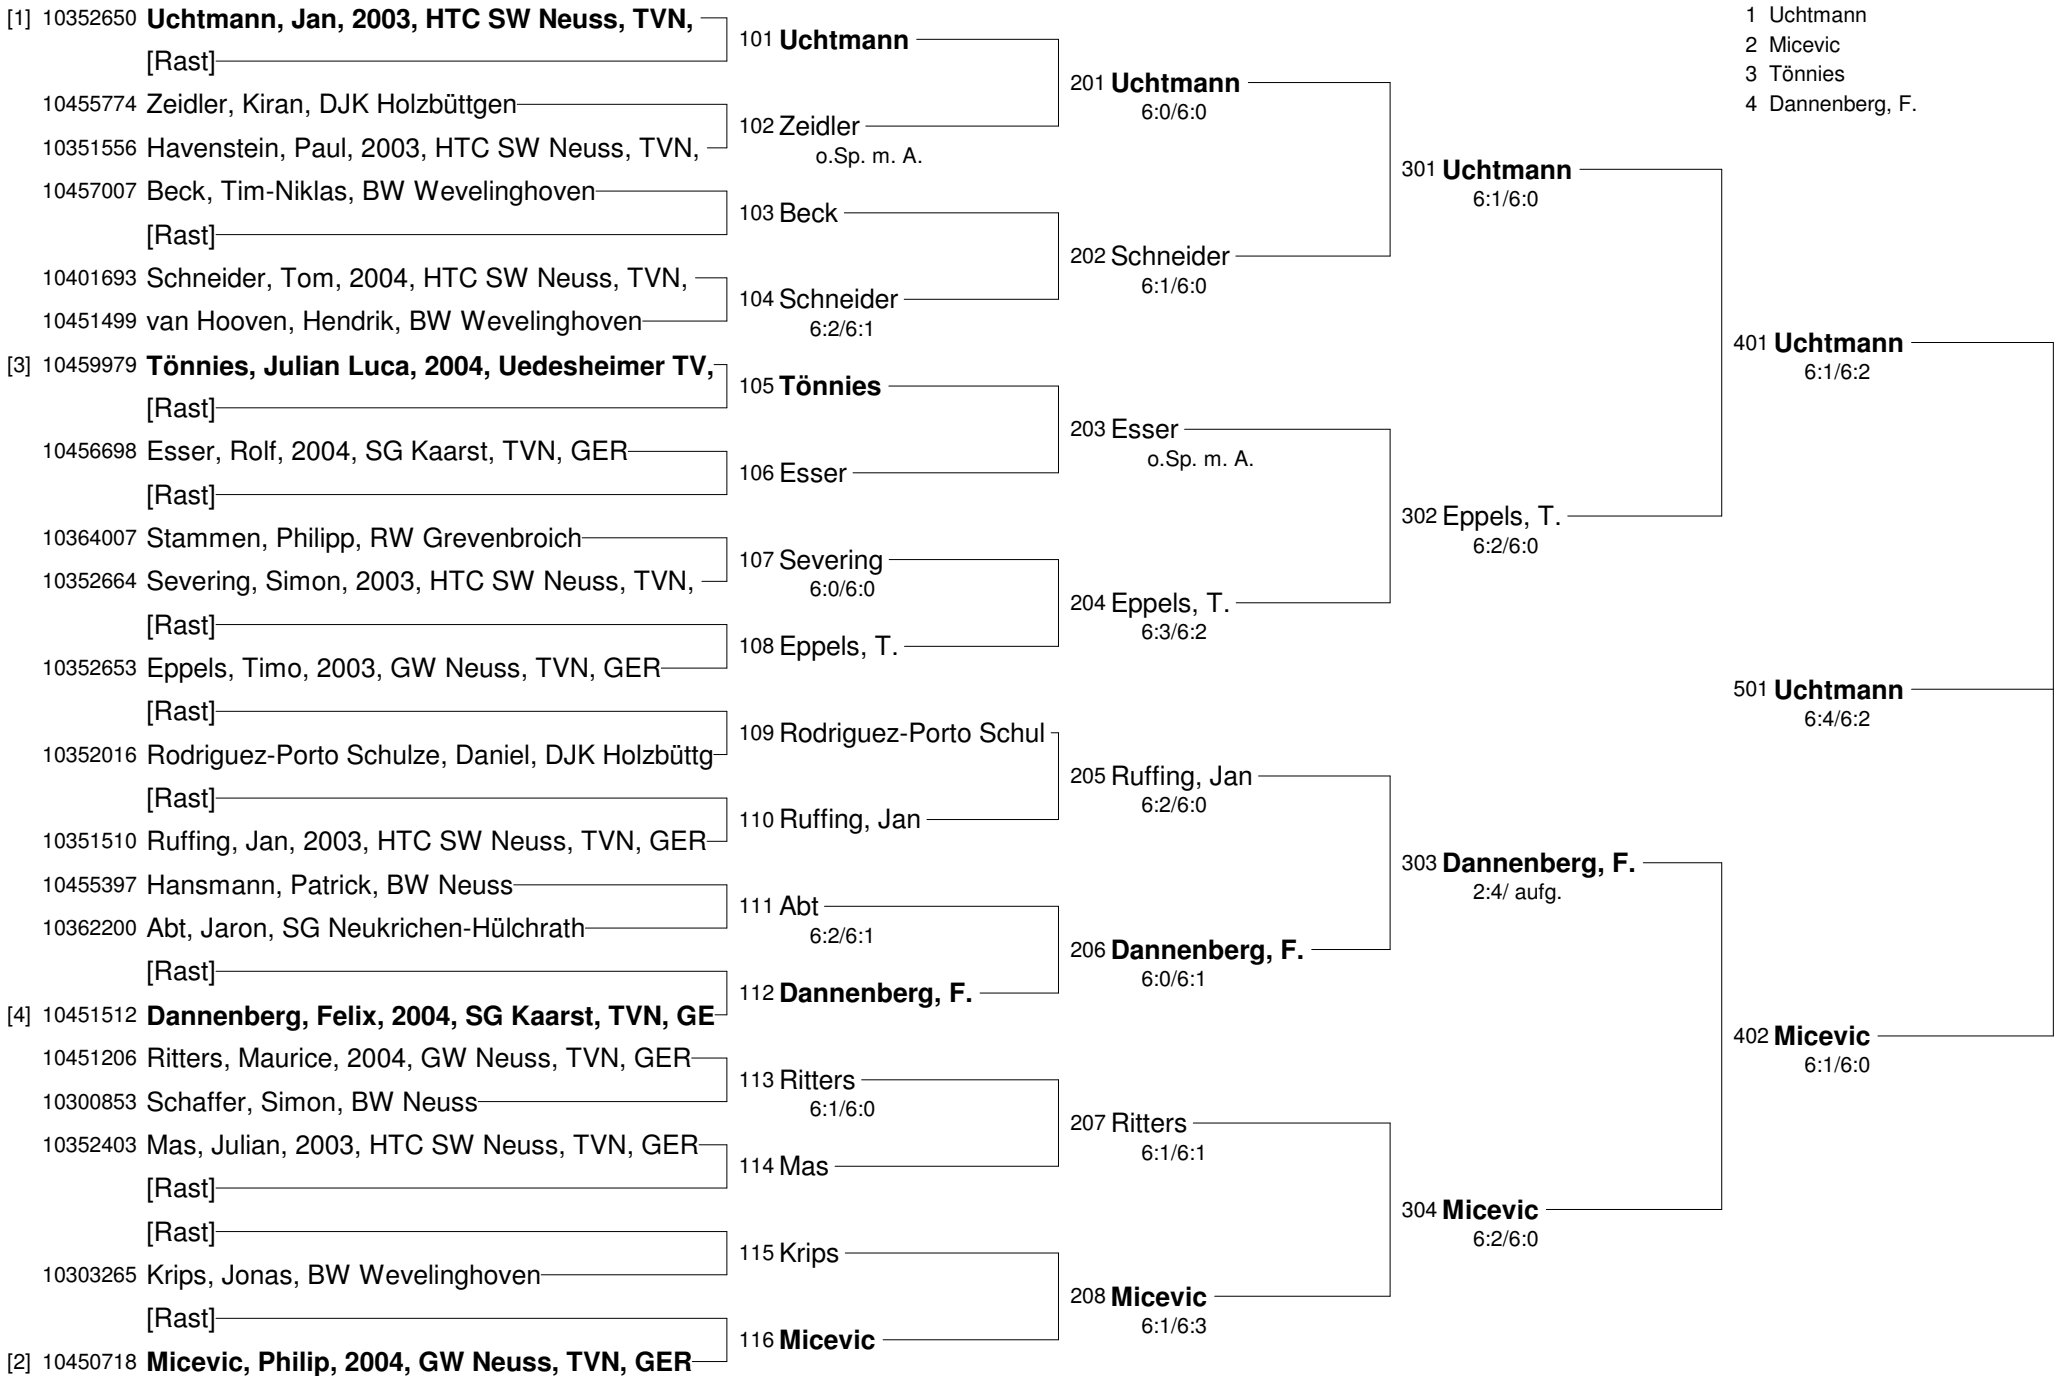 [1] 10352650 Uchtmann, Jan, 2003, HTC SW Neuss, TVN,
[Rast]
10455774 Zeidler, Kiran, DJK Holzbüttgen
10351556 Havenstein, Paul, 2003, HTC SW Neuss, TVN,
10457007 Beck, Tim-Niklas, BW Wevelinghoven
[Rast]
10401693 Schneider, Tom, 2004, HTC SW Neuss, TVN,
10451499 van Hooven, Hendrik, BW Wevelinghoven
[3] 10459979 Tönnies, Julian Luca, 2004, Uedesheimer TV,
[Rast]
10456698 Esser, Rolf, 2004, SG Kaarst, TVN, GER
[Rast]
10364007 Stammen, Philipp, RW Grevenbroich
10352664 Severing, Simon, 2003, HTC SW Neuss, TVN,
[Rast]
10352653 Eppels, Timo, 2003, GW Neuss, TVN, GER
[Rast]
10352016 Rodriguez-Porto Schulze, Daniel, DJK Holzbüttg
[Rast]
10351510 Ruffing, Jan, 2003, HTC SW Neuss, TVN, GER
10455397 Hansmann, Patrick, BW Neuss
10362200 Abt, Jaron, SG Neukrichen-Hülchrath
[Rast]
[4] 10451512 Dannenberg, Felix, 2004, SG Kaarst, TVN, GE
10451206 Ritters, Maurice, 2004, GW Neuss, TVN, GER
10300853 Schaffer, Simon, BW Neuss
10352403 Mas, Julian, 2003, HTC SW Neuss, TVN, GER
[Rast]
[Rast]
10303265 Krips, Jonas, BW Wevelinghoven
[Rast]
[2] 10450718 Micevic, Philip, 2004, GW Neuss, TVN, GER
101 Uchtmann
102 Zeidler
o.Sp. m. A.
103 Beck
104 Schneider
6:2/6:1
105 Tönnies
106 Esser
107 Severing
6:0/6:0
108 Eppels, T.
109 Rodriguez-Porto Schul
110 Ruffing, Jan
111 Abt
6:2/6:1
112 Dannenberg, F.
113 Ritters
6:1/6:0
114 Mas
115 Krips
116 Micevic
201 Uchtmann
6:0/6:0
202 Schneider
6:1/6:0
203 Esser
o.Sp. m. A.
204 Eppels, T.
6:3/6:2
205 Ruffing, Jan
6:2/6:0
206 Dannenberg, F.
6:0/6:1
207 Ritters
6:1/6:1
208 Micevic
6:1/6:3
301 Uchtmann
6:1/6:0
302 Eppels, T.
6:2/6:0
303 Dannenberg, F.
2:4/ aufg.
304 Micevic
6:2/6:0
1 Uchtmann
2 Micevic
3 Tönnies
4 Dannenberg, F.
401 Uchtmann
6:1/6:2
501 Uchtmann
6:4/6:2
402 Micevic
6:1/6:0